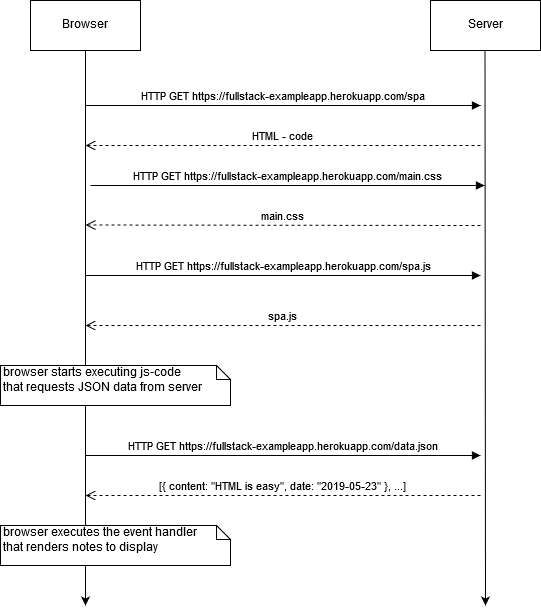 Browser
Server
HTTP GET https://fullstack-exampleapp.herokuapp.com/spa
HTML - code
HTTP GET https://fullstack-exampleapp.herokuapp.com/main.css
main.css
HTTP GET https://fullstack-exampleapp.herokuapp.com/spa.js
spa.js
browser starts executing js-code
that requests JSON data from server
HTTP GET https://fullstack-exampleapp.herokuapp.com/data.json
[{ content: "HTML is easy", date: "2019-05-23" }, ...]
browser executes the event handler
that renders notes to display